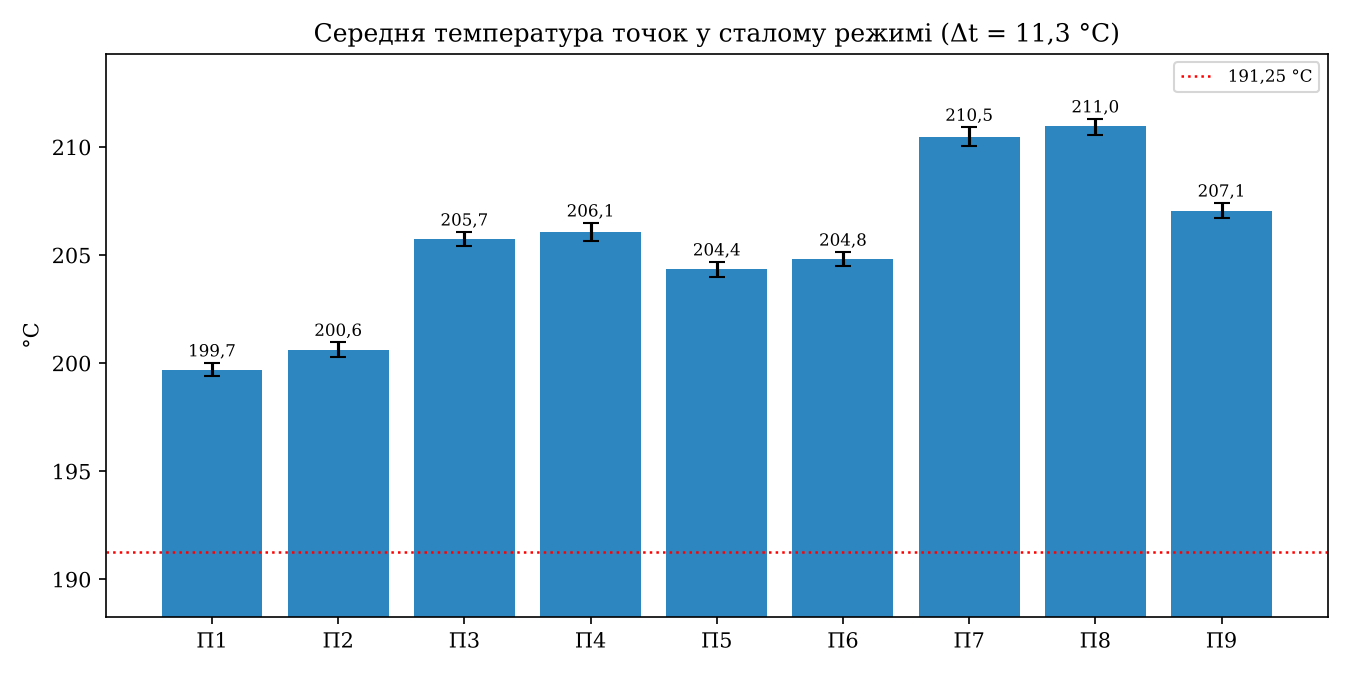 Середня температура точок у сталому режимі (Δt = 11,3 °C)
191,25 °C
°C
210
205
200
195
190
199,7
200,6
205,7
206,1
204,4
204,8
210,5
211,0
207,1
П1
П2
П3
П4
П5
П6
П7
П8
П9